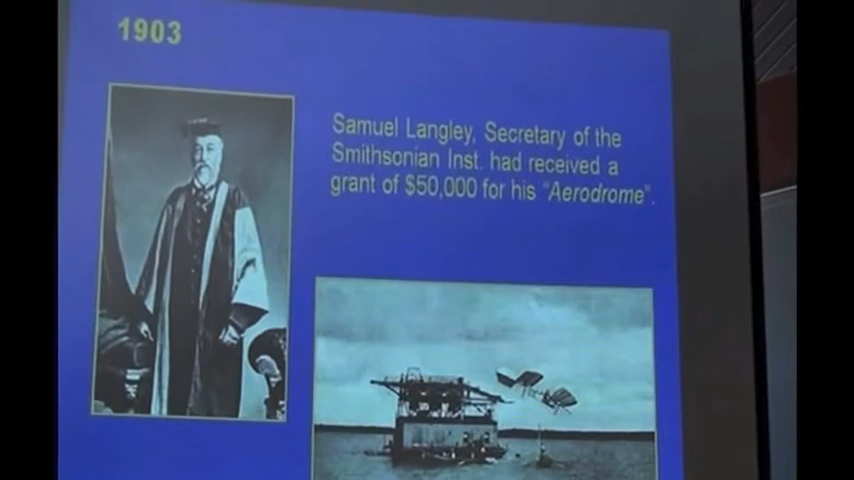 1903
Samuel Langley, Secretary of the
Smithsonian Inst. had received a
grant of $50,000 for his "Aerodrome".